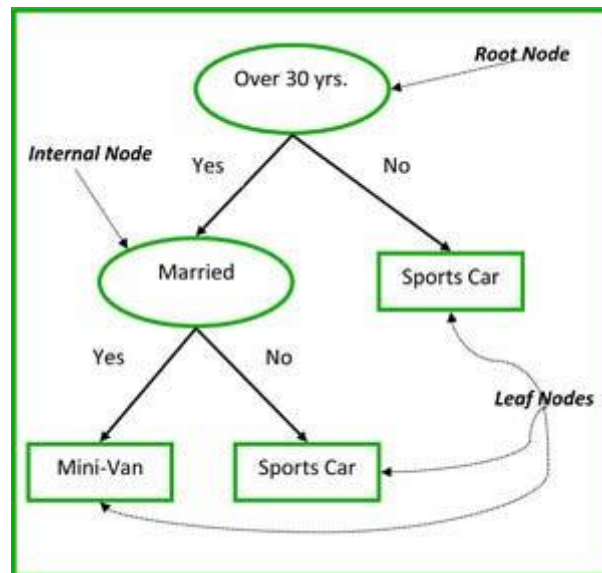 Root Node
Over 30 yrs.
Internal Node
Yes
No
Married
Sports Car
Yes
No
Leaf Nodes
Mini-Van
Sports Car